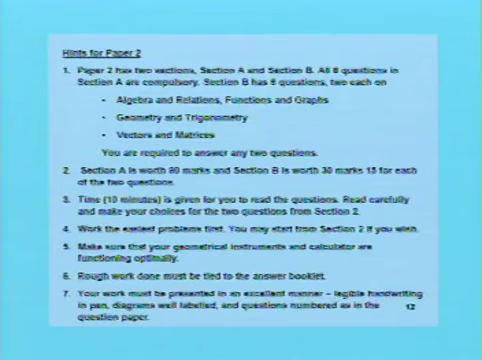 Hints for Paper 2
1. Paper 2 has two sections, Section A and Section B. All 8 questions in
Section A are compulsory. Section B has 6 questions, two each on
• Algebra and Relations, Functions and Graphs
• Geometry and Trigonometry
• Vectors and Matrices
You are required to answer any two questions.
2. Section A is worth 90 marks and Section B is worth 30 marks 15 for each
of the two questions.
3. Time (10 minutes) is given for you to read the questions. Read carefully
and make your choices for the two questions from Section 2.
4. Work the easiest problems first. You may start from Section 2 if you wish.
5. Make sure that your geometrical instruments and calculator are
functioning optimally.
6. Rough work done must be tied to the answer booklet.
7. Your work must be presented in an excellent manner – legible handwriting
in pen, diagrams well labelled, and questions numbered as in the
question paper.
12